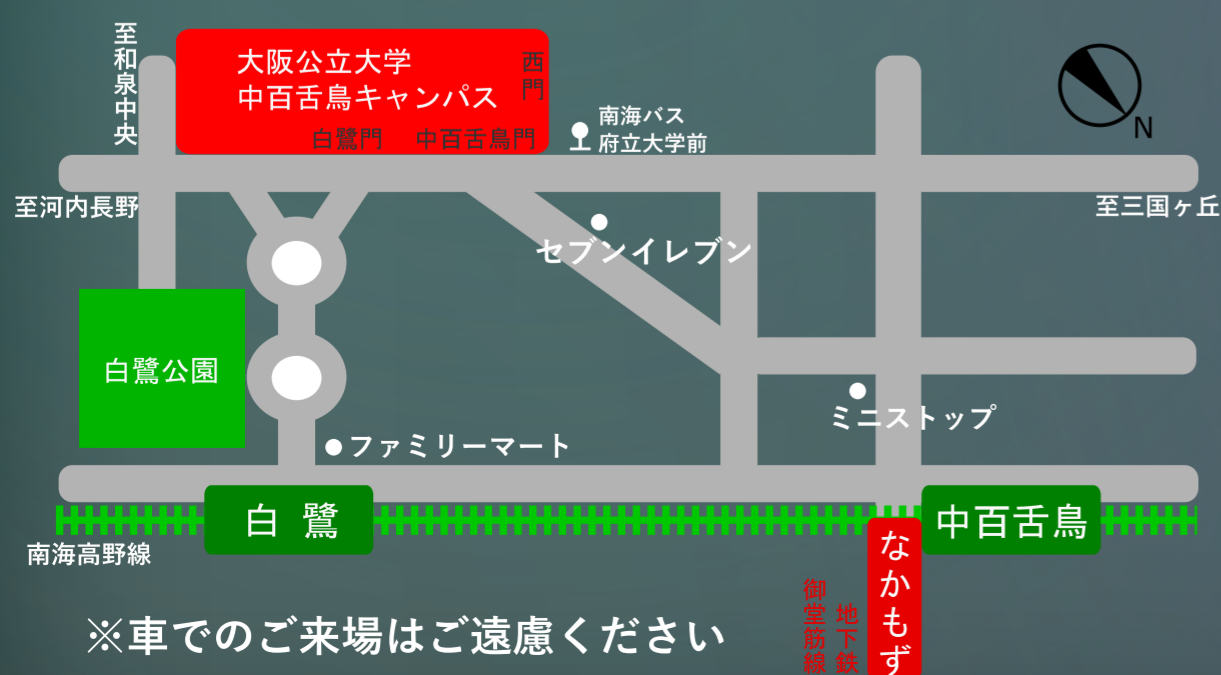 至和泉中央
大阪公立大学
中百舌鳥キャンパス
西門
白鷺門
中百舌鳥門
南海バス
府立大学前
N
至河内長野
至三国ヶ丘
セブンイレブン
白鷺公園
ミニストップ
ファミリーマート
白鷺
中百舌鳥
南海高野線
なかもず
地下鉄
御堂筋線
※車でのご来場はご遠慮ください